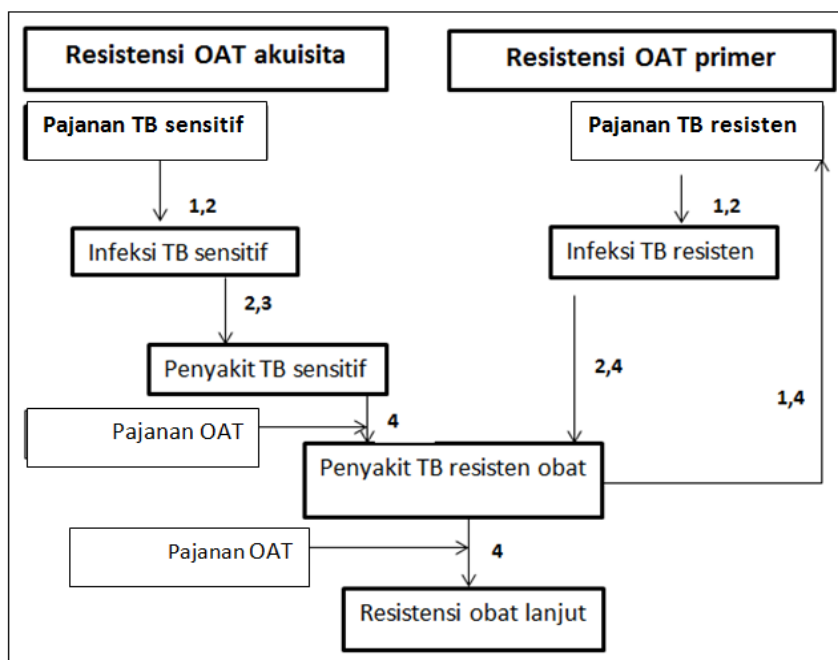 Resistensi OAT akuisita
Resistensi OAT primer
Pajanan TB sensitif
Pajanan TB resisten
1,2
1,2
Infeksi TB sensitif
Infeksi TB resisten
2,3
Penyakit TB sensitif
2,4
1,4
Pajanan OAT
4
Penyakit TB resisten obat
Pajanan OAT
4
Resistensi obat lanjut